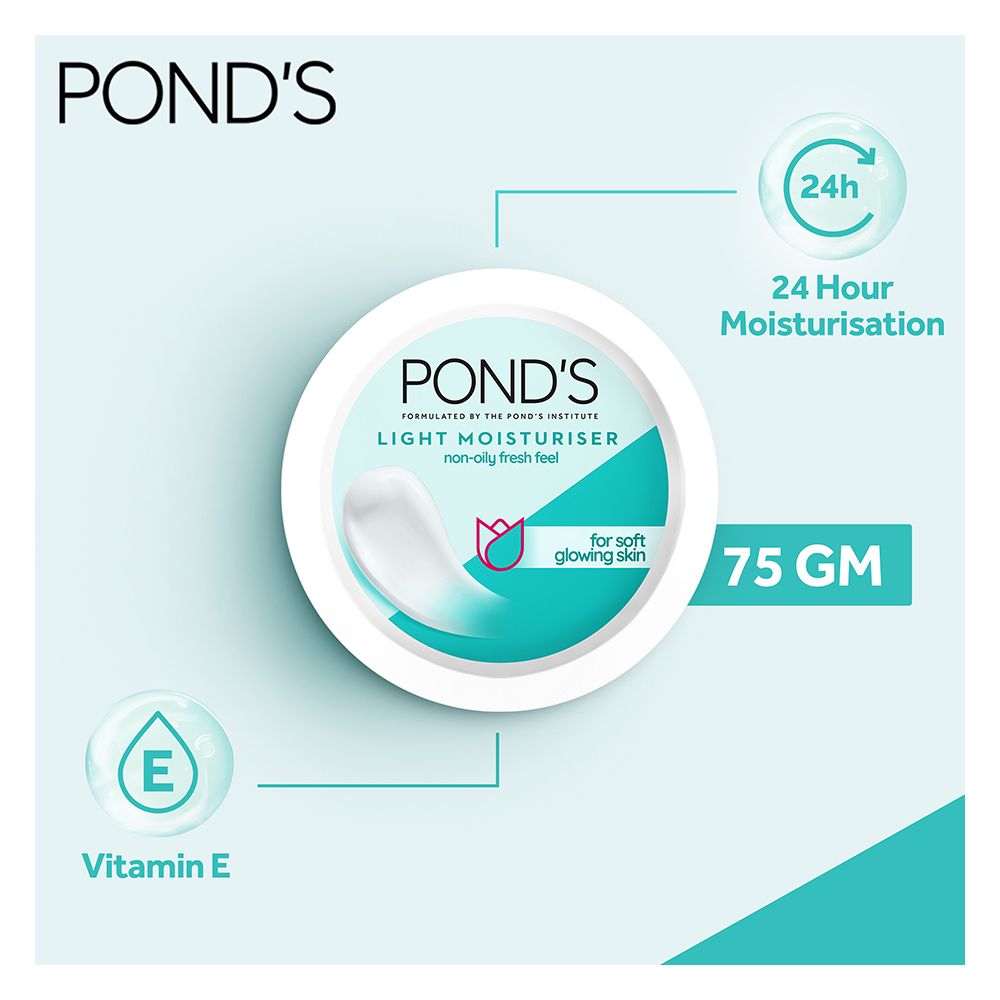 POND'S
24h
24 Hour
Moisturisation
POND'S
FORMULATED BY THE POND'S INSTITUTE
LIGHT MOISTURISER
non-oily fresh feel
for soft
glowing skin
75 GM
E
Vitamin E